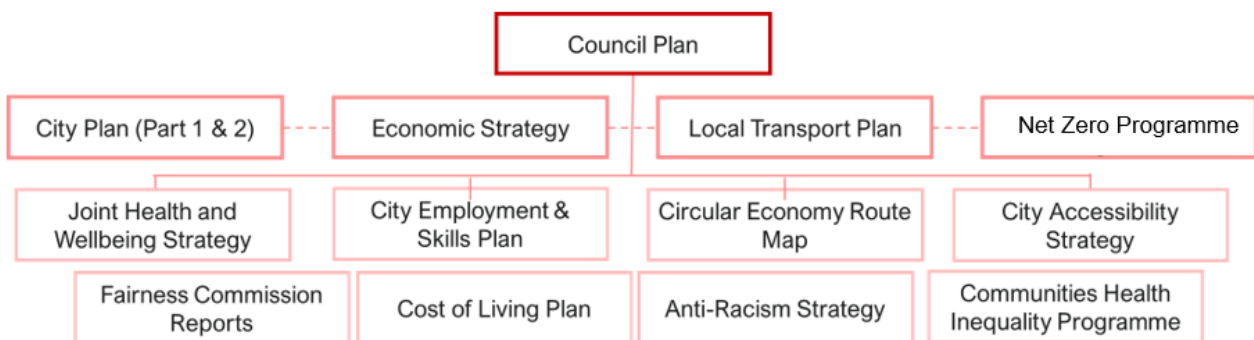 Council Plan
City Plan (Part 1 & 2)
Economic Strategy
Local Transport Plan
Net Zero Programme
Joint Health and
Wellbeing Strategy
City Employment &
Skills Plan
Circular Economy Route
Map
City Accessibility
Strategy
Fairness Commission
Reports
Cost of Living Plan
Anti-Racism Strategy
Communities Health
Inequality Programme